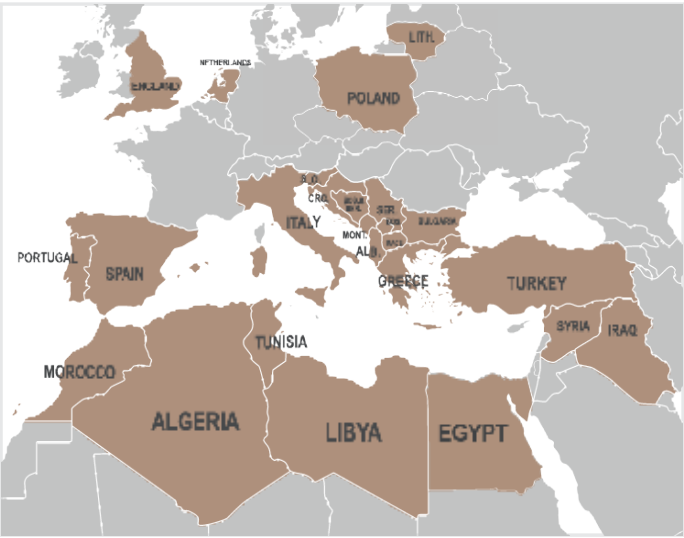 LITH.
NETHERLANDS
ENGLAND
POLAND
CRO.
ITALY
SER.
BULGARIA
MONT.
ALB.
PORTUGAL
SPAIN
GREECE
TURKEY
SYRIA
IRAQ
TUNISIA
MOROCCO
ALGERIA
LIBYA
EGYPT